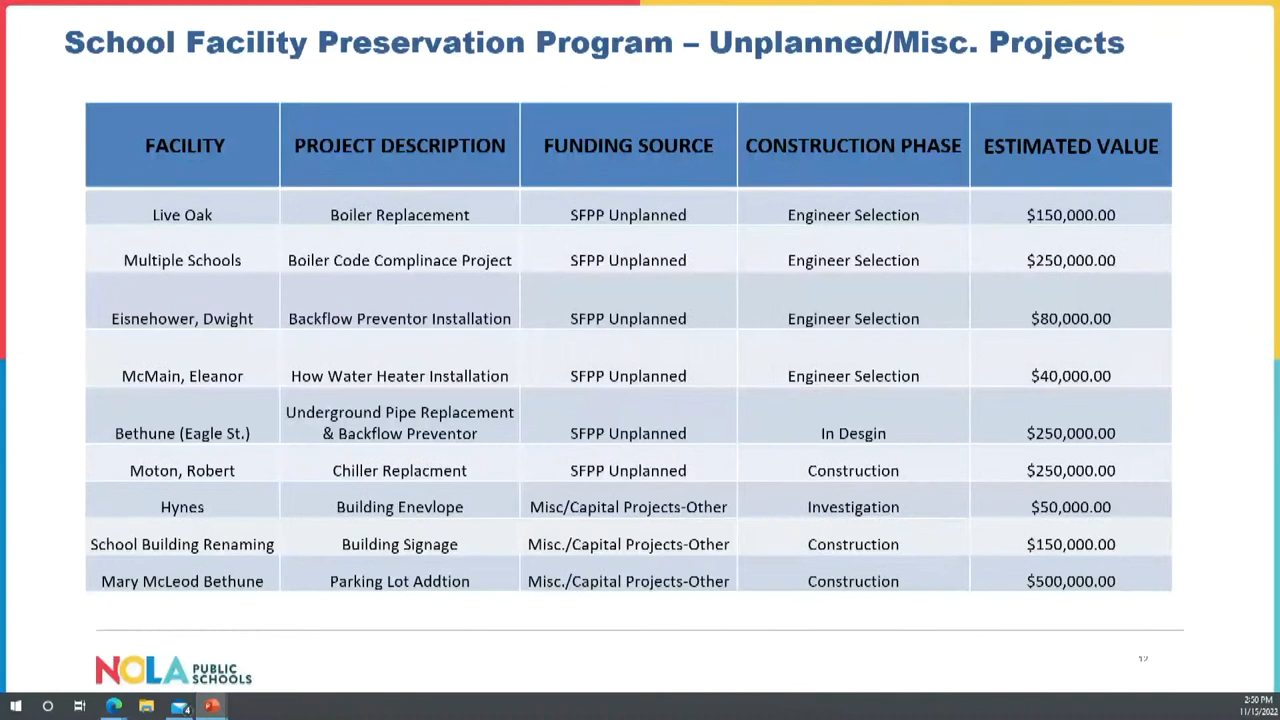 School Facility Preservation Program – Unplanned/Misc. Projects
FACILITY PROJECT DESCRIPTION FUNDING SOURCE CONSTRUCTION PHASE ESTIMATED VALUE
Live Oak Boiler Replacement SFPP Unplanned Engineer Selection $150,000.00
Multiple Schools Boiler Code Complinace Project SFPP Unplanned Engineer Selection $250,000.00
Eisnehower, Dwight Backflow Preventor Installation SFPP Unplanned Engineer Selection $80,000.00
McMain, Eleanor How Water Heater Installation SFPP Unplanned Engineer Selection $40,000.00
Underground Pipe Replacement
Bethune (Eagle St.) & Backflow Preventor SFPP Unplanned In Desgin $250,000.00
Moton, Robert Chiller Replacment SFPP Unplanned Construction $250,000.00
Hynes Building Enevlope Misc/Capital Projects-Other Investigation $50,000.00
School Building Renaming Building Signage Misc./Capital Projects-Other Construction $150,000.00
Mary McLeod Bethune Parking Lot Addtion Misc./Capital Projects-Other Construction $500,000.00
NOLA PUBLIC
SCHOOLS
12
4
2:50 PM